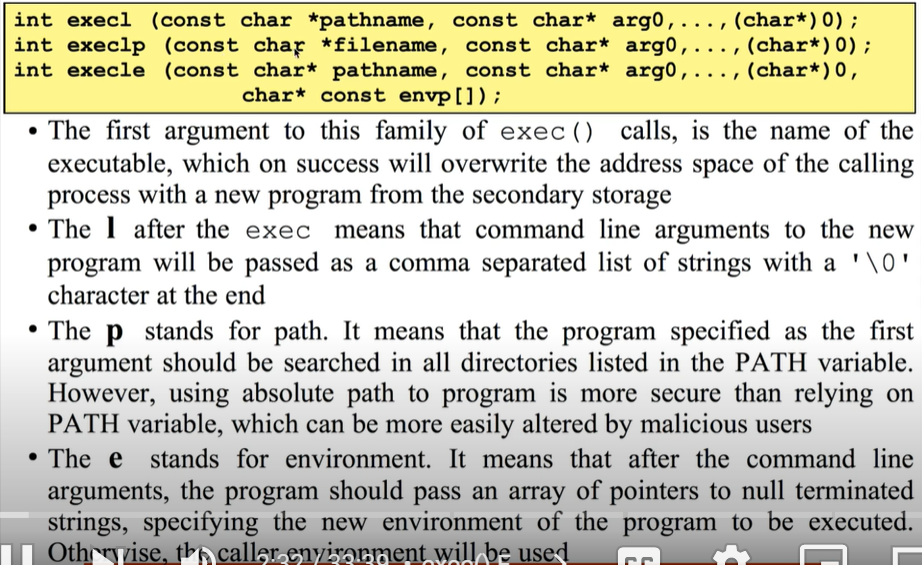 int execl (const char *pathname, const char* arg0,...,(char*)0);
int execlp (const char *filename, const char* arg0,...,(char*)0);
int execle (const char* pathname, const char* arg0,...,(char*)0,
char* const envp[]);
• The first argument to this family of exec() calls, is the name of the
executable, which on success will overwrite the address space of the calling
process with a new program from the secondary storage
• The l after the exec means that command line arguments to the new
program will be passed as a comma separated list of strings with a '\0'
character at the end
• The p stands for path. It means that the program specified as the first
argument should be searched in all directories listed in the PATH variable.
However, using absolute path to program is more secure than relying on
PATH variable, which can be more easily altered by malicious users
• The e stands for environment. It means that after the command line
arguments, the program should pass an array of pointers to null terminated
strings, specifying the new environment of the program to be executed.
Otherwise, the caller environment will be used